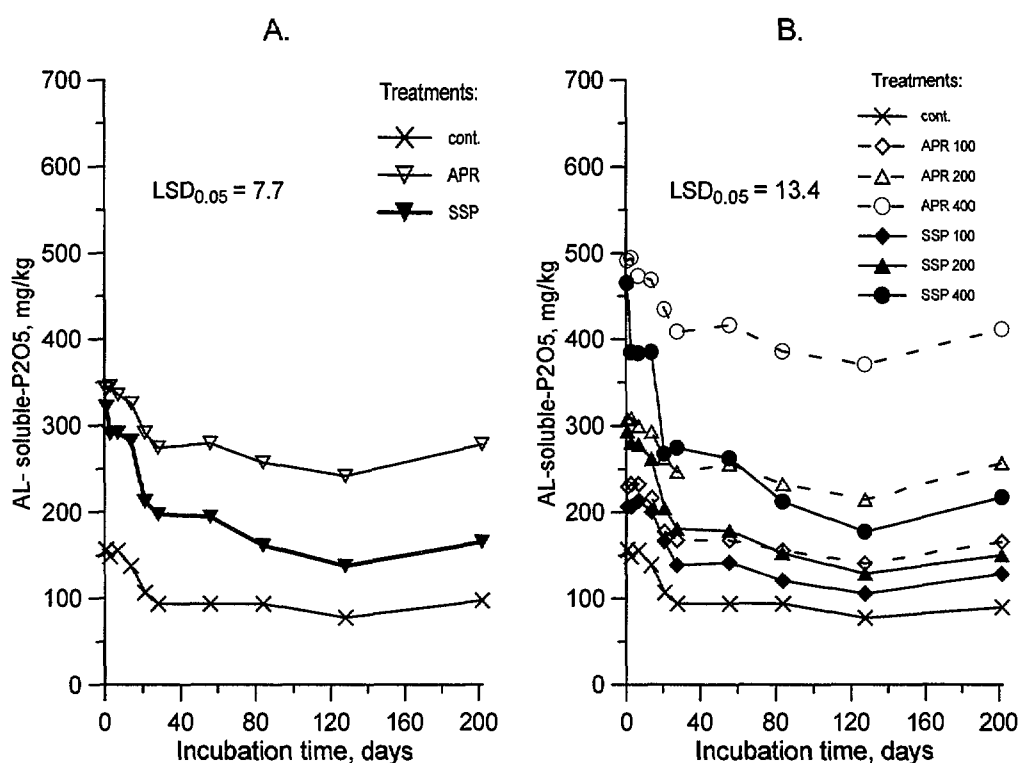 A.
700
600
500
400
300
200
100
0
AL- soluble-P2O5, mg/kg
LSD0.05 = 7.7
Treatments:
cont.
APR
SSP
0 40 80 120 160 200
Incubation time, days
B.
700
600
500
400
300
200
100
0
AL-soluble-P2O5, mg/kg
LSD0.05 = 13.4
Treatments:
cont.
APR 100
APR 200
APR 400
SSP 100
SSP 200
SSP 400
0 40 80 120 160 200
Incubation time, days